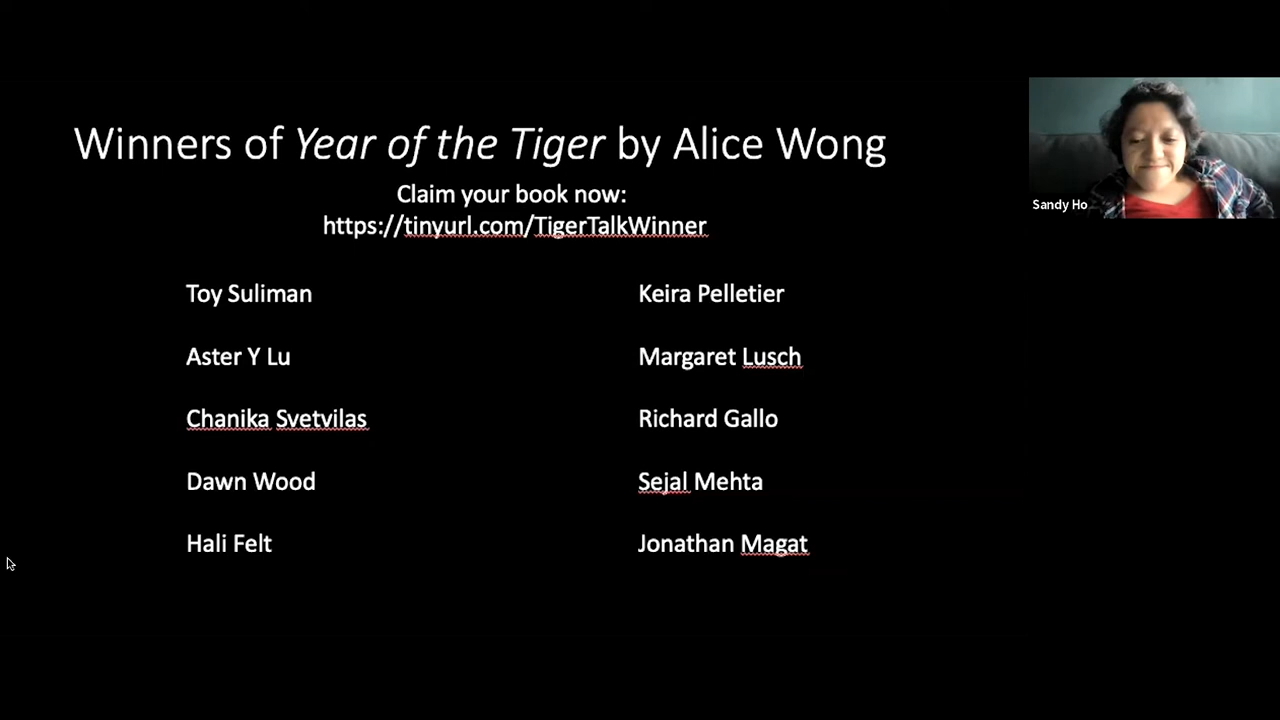 Winners of Year of the Tiger by Alice Wong
Claim your book now:
https://tinyurl.com/TigerTalkWinner
Sandy Ho
Toy Suliman
Aster Y Lu
Chanika Svetvilas
Dawn Wood
Hali Felt
Keira Pelletier
Margaret Lusch
Richard Gallo
Sejal Mehta
Jonathan Magat